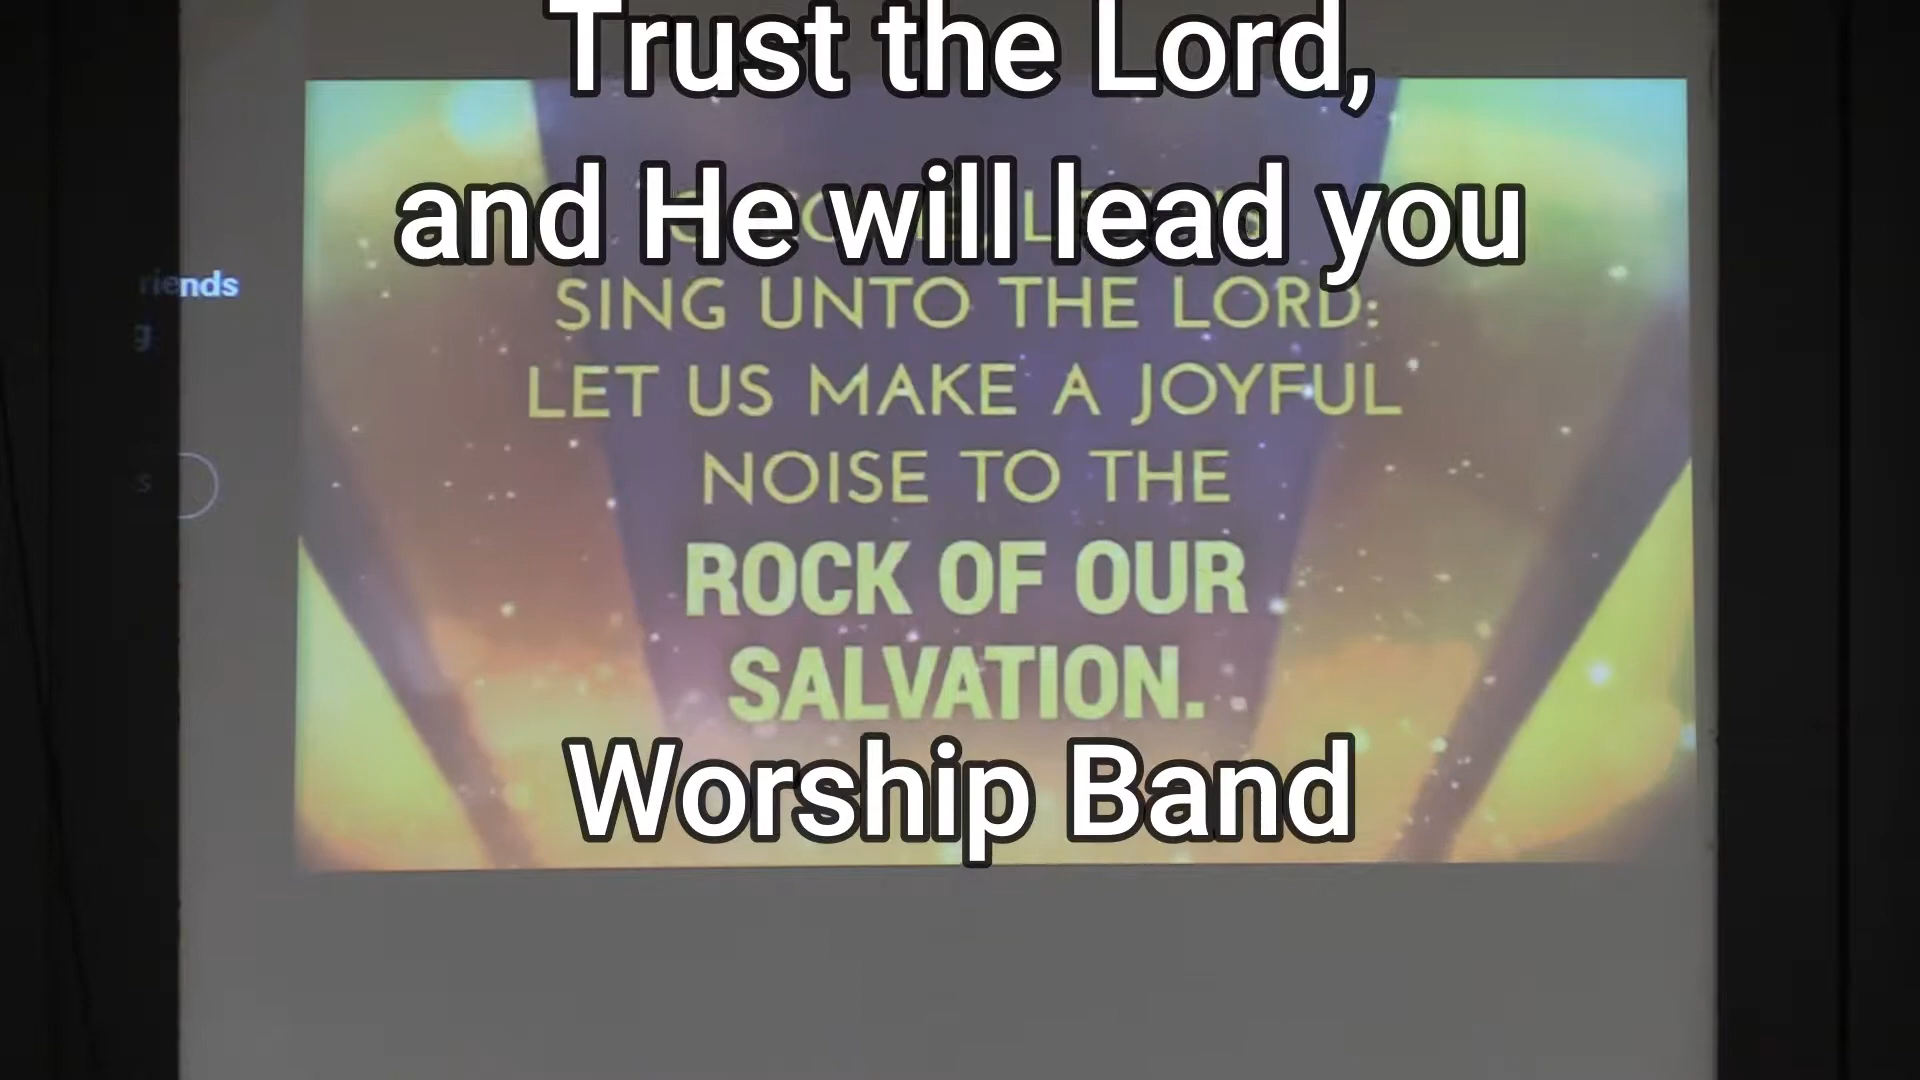 Trust the Lord,
and He will lead you
SING UNTO THE LORD:
LET US MAKE A JOYFUL
NOISE TO THE
ROCK OF OUR
SALVATION.
Worship Band